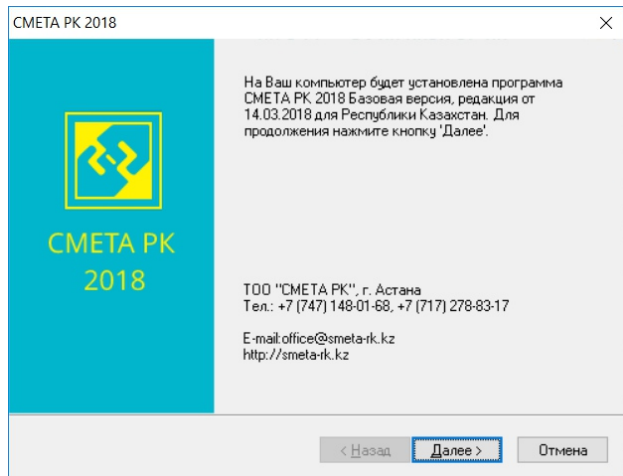 СМЕТА РК 2018
На Ваш компьютер будет установлена программа
СМЕТА РК 2018 Базовая версия, редакция от
14.03.2018 для Республики Казахстан. Для
продолжения нажмите кнопку 'Далее'.
СМЕТА РК
2018
ТОО "СМЕТА РК", г. Астана
Тел.: +7 (747) 148-01-68, +7 (717) 278-83-17
E-mail:office@smeta-rk.kz
http://smeta-rk.kz
< Назад Далее > Отмена